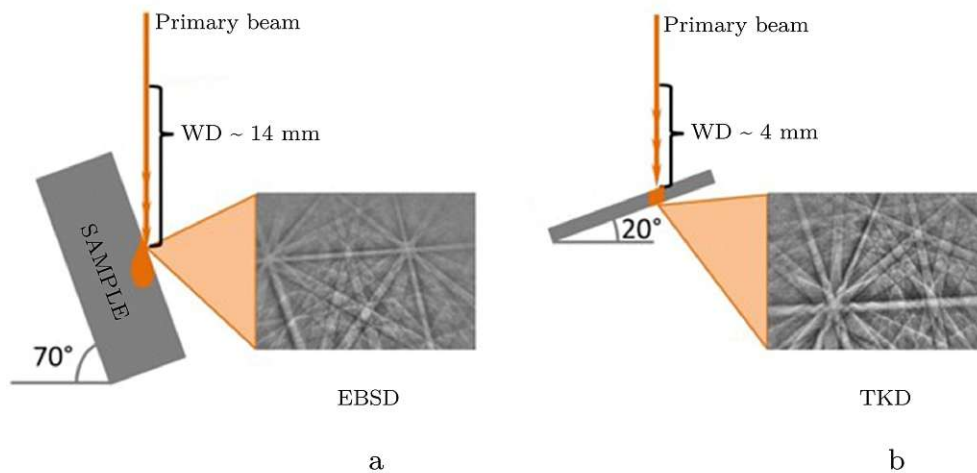 Primary beam
WD ~ 14 mm
SAMPLE
70°
EBSD
a
Primary beam
WD ~ 4 mm
20°
TKD
b